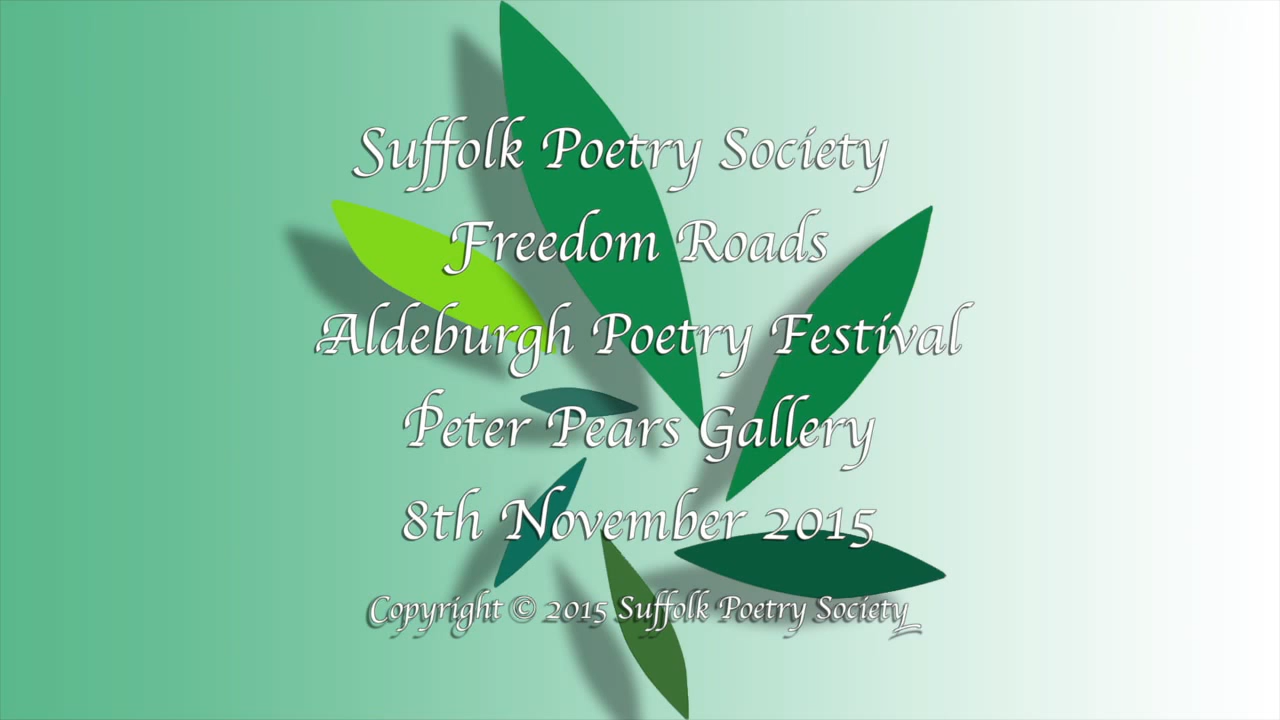 Suffolk Poetry Society
Freedom Roads
Aldeburgh Poetry Festival
Peter Pears Gallery
8th November 2015
Copyright © 2015 Suffolk Poetry Society